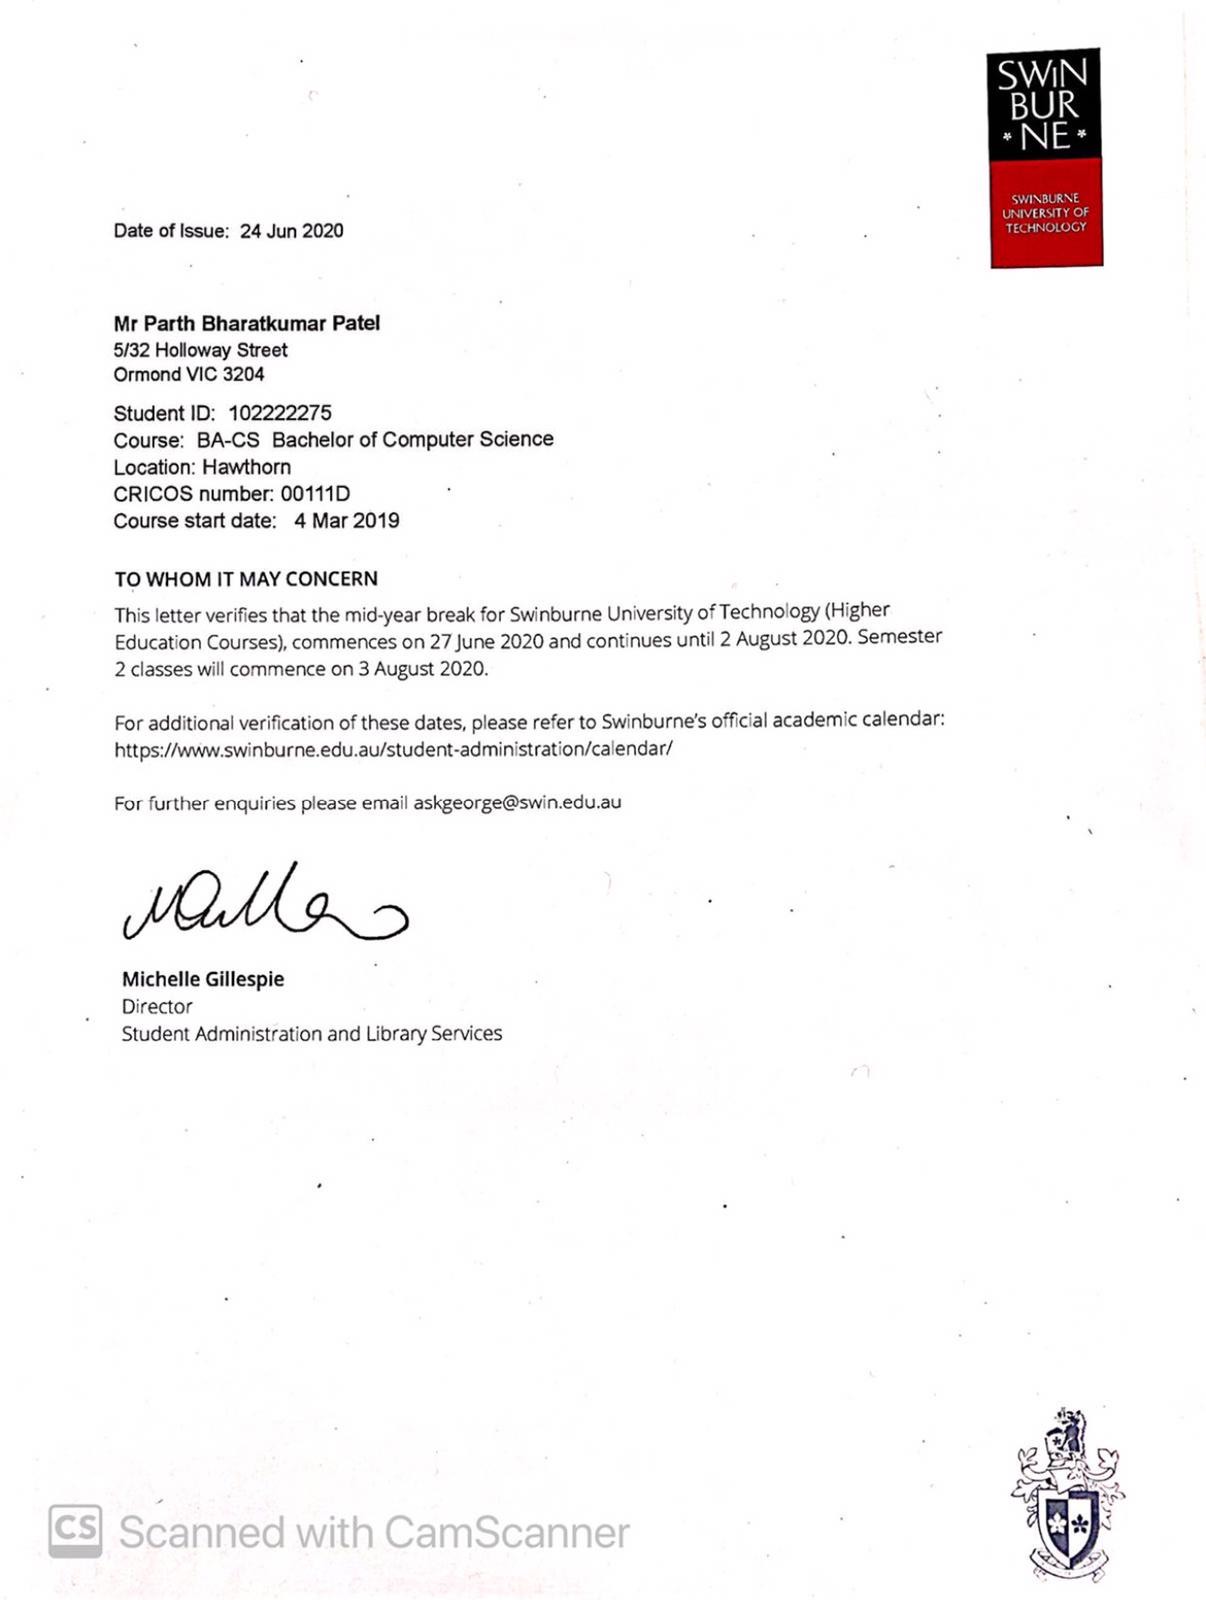 SWiN
BUR
* NE *
SWINBURNE
UNIVERSITY OF
TECHNOLOGY
Date of Issue: 24 Jun 2020
Mr Parth Bharatkumar Patel
5/32 Holloway Street
Ormond VIC 3204
Student ID: 102222275
Course: BA-CS Bachelor of Computer Science
Location: Hawthorn
CRICOS number: 00111D
Course start date: 4 Mar 2019
TO WHOM IT MAY CONCERN
This letter verifies that the mid-year break for Swinburne University of Technology (Higher
Education Courses), commences on 27 June 2020 and continues until 2 August 2020. Semester
2 classes will commence on 3 August 2020.
For additional verification of these dates, please refer to Swinburne's official academic calendar:
https://www.swinburne.edu.au/student-administration/calendar/
For further enquiries please email askgeorge@swin.edu.au
Michelle Gillespie
Director
Student Administration and Library Services
CS Scanned with CamScanner